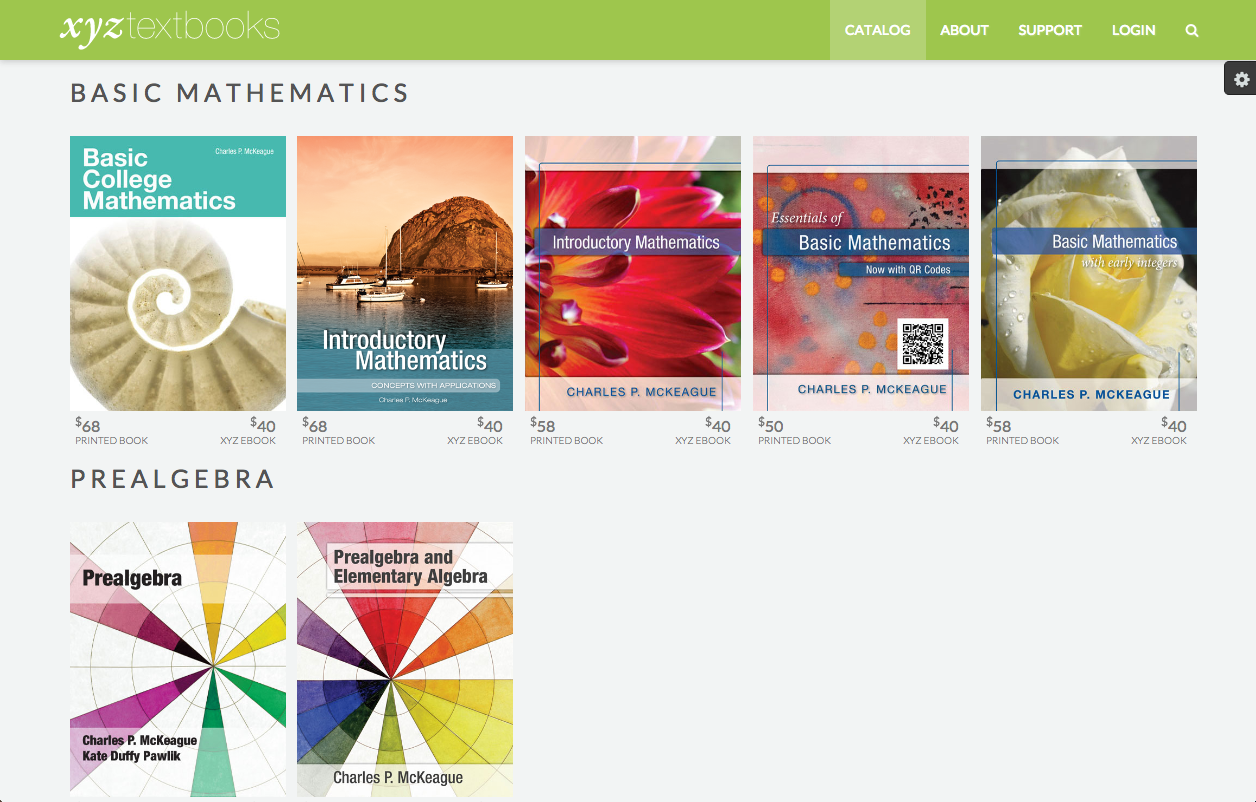 xyztextbooks
CATALOG
ABOUT
SUPPORT
LOGIN
BASIC MATHEMATICS
Basic
College
Mathematics
Charles P. McKeague
Introductory
Mathematics
CONCEPTS WITH APPLICATIONS
Charles P. McKeague
Introductory Mathematics
CHARLES P. MCKEAGUE
Essentials of
Basic Mathematics
Now with QR Codes
CHARLES P. MCKEAGUE
Basic Mathematics
with early integers
CHARLES P. MCKEAGUE
$68 $40
PRINTED BOOK XYZ EBOOK
$68 $40
PRINTED BOOK XYZ EBOOK
$58 $40
PRINTED BOOK XYZ EBOOK
$50 $40
PRINTED BOOK XYZ EBOOK
$58 $40
PRINTED BOOK XYZ EBOOK
PREALGEBRA
Prealgebra
Charles P. McKeague
Kate Duffy Pawlik
Prealgebra and
Elementary Algebra
Charles P. McKeague